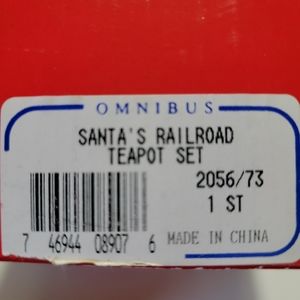 OMNIBUS
SANTA'S RAILROAD
TEAPOT SET
2056/73
1 ST
7 46944 08907 6
MADE IN CHINA